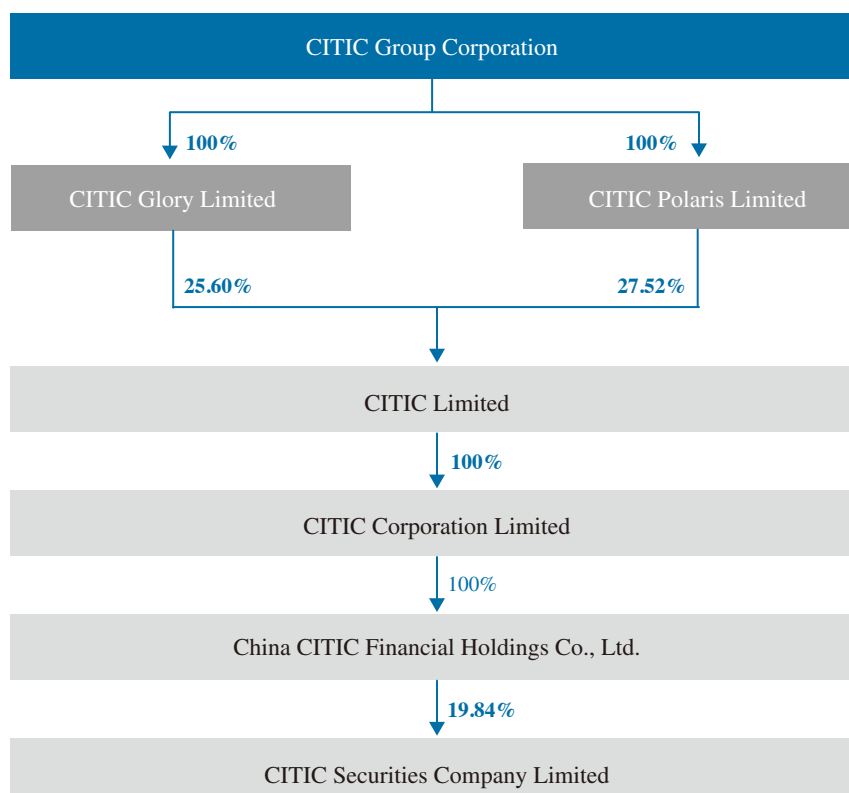 CITIC Group Corporation
100%
100%
CITIC Glory Limited
CITIC Polaris Limited
25.60%
27.52%
CITIC Limited
100%
CITIC Corporation Limited
100%
China CITIC Financial Holdings Co., Ltd.
19.84%
CITIC Securities Company Limited